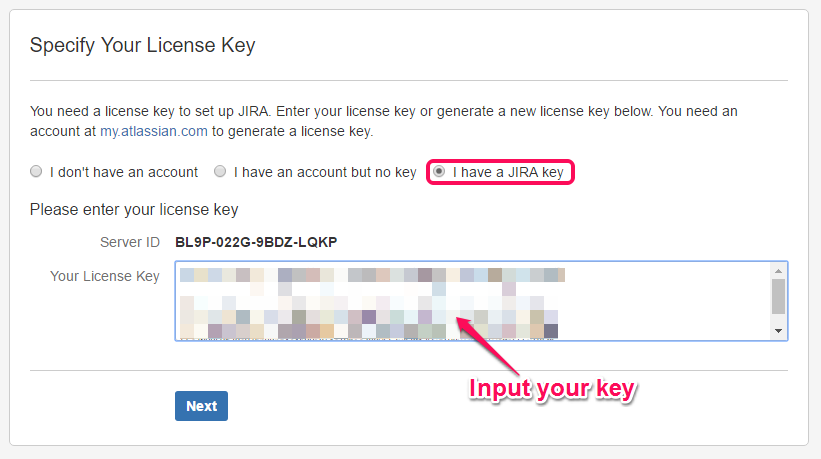 Specify Your License Key
You need a license key to set up JIRA. Enter your license key or generate a new license key below. You need an
account at my.atlassian.com to generate a license key.
I don't have an account I have an account but no key I have a JIRA key
Please enter your license key
Server ID BL9P-022G-9BDZ-LQKP
Your License Key
Input your key
Next